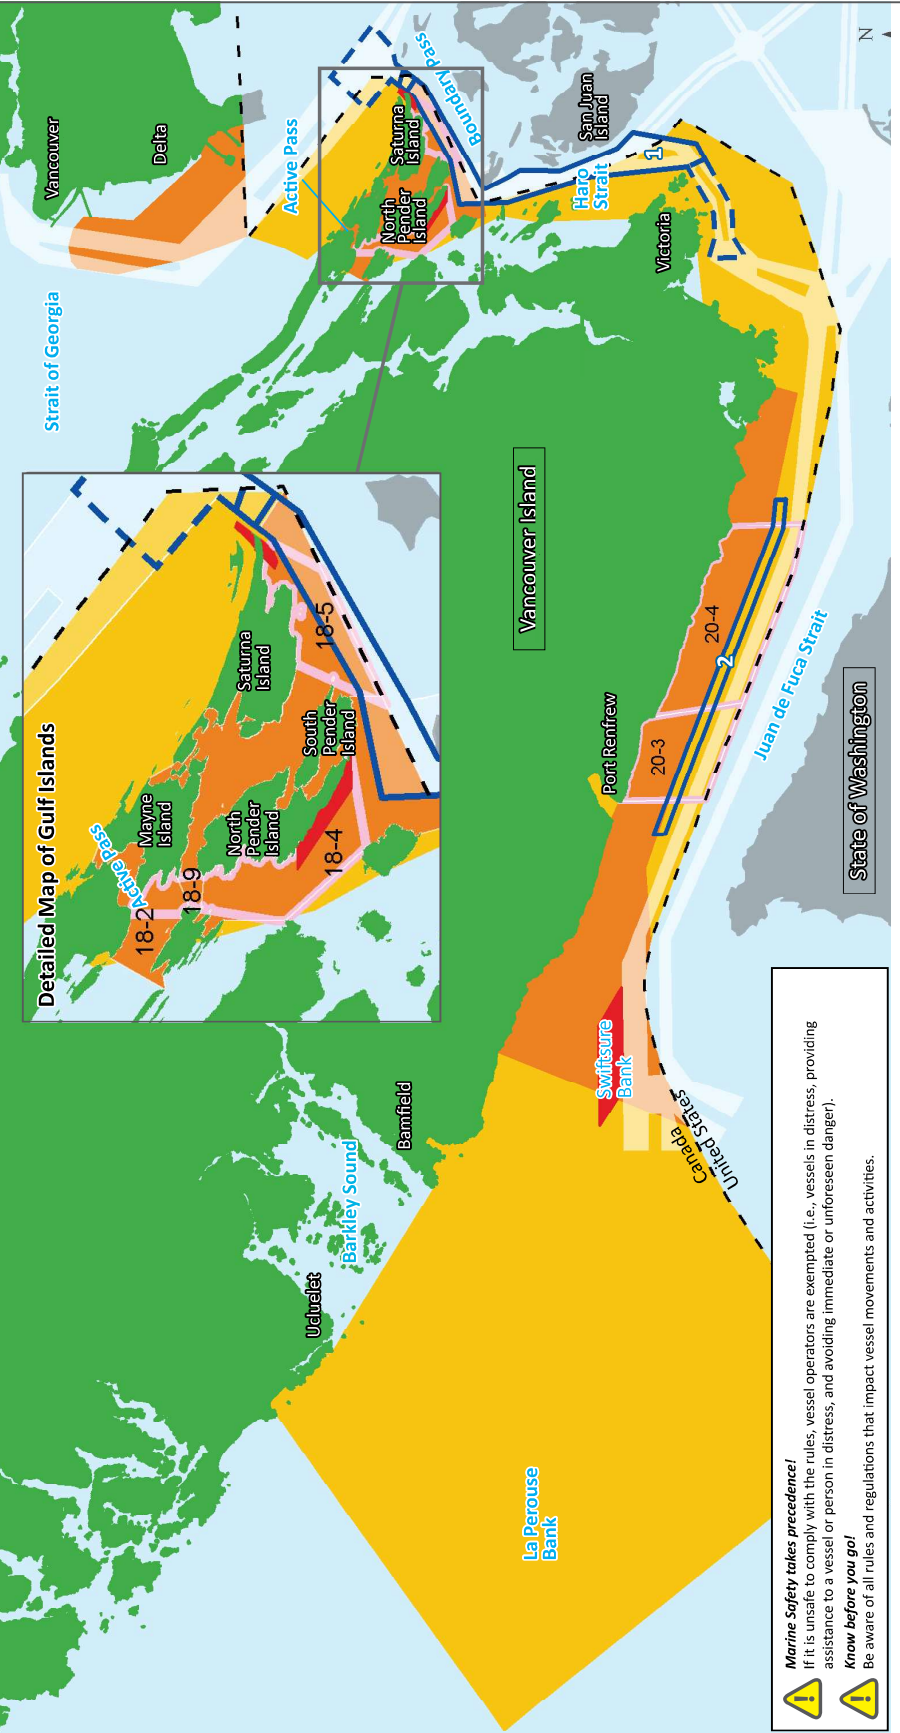 Detailed Map of Gulf Islands
18-2
Active Pass
Mayne
Island
18-9
North
Pender
Island
18-4
South
Pender
Island
Saturna
Island
18-5
Strait of Georgia
Vancouver
Delta
Active Pass
North
Pender
Island
Saturna
Island
Boundary Pass
San Juan
Island
Haro
Strait
1
Victoria
N
Vancouver Island
Port Renfrew
20-3
20-4
2
Juan de Fuca Strait
State of Washington
Ucluelet
Barkley Sound
Bamfield
Swiftsure
Bank
Canada
United States
La Perouse
Bank
Marine Safety takes precedence!
If it is unsafe to comply with the rules, vessel operators are exempted (i.e., vessels in distress, providing
assistance to a vessel or person in distress, and avoiding immediate or unforeseen danger).
Know before you go!
Be aware of all rules and regulations that impact vessel movements and activities.